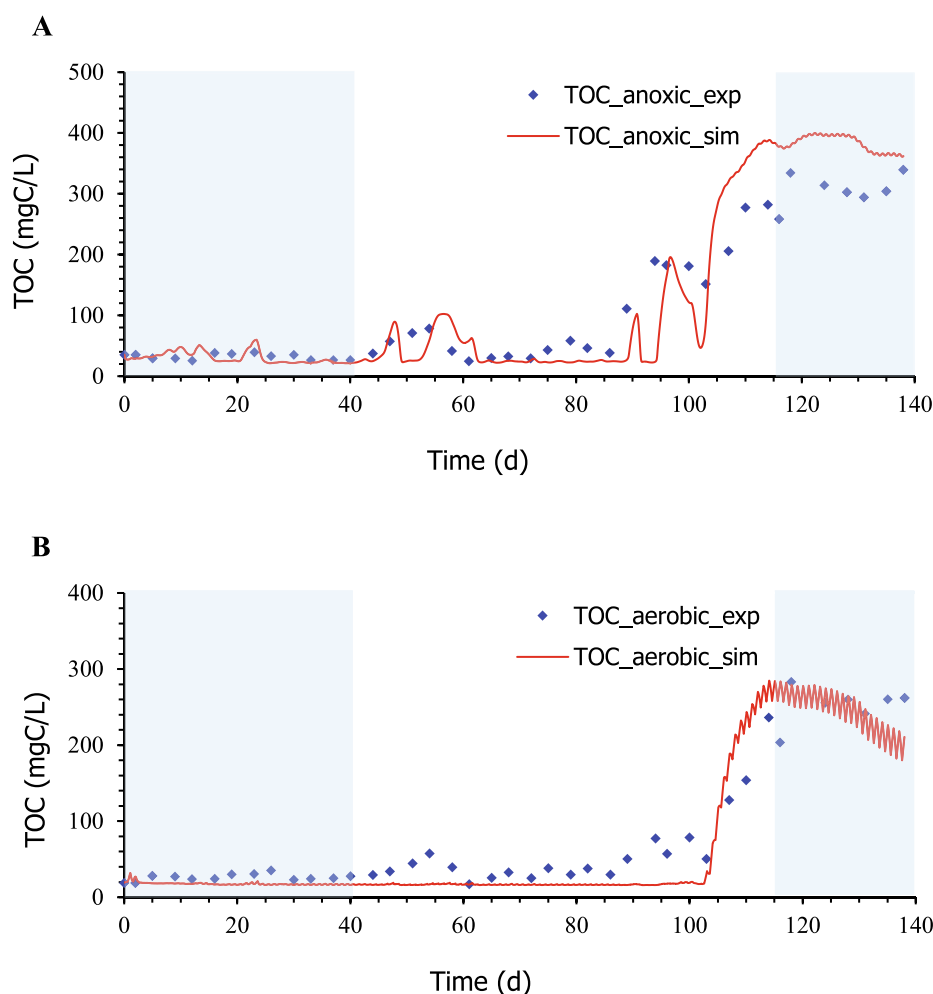 A
500
400
300
200
100
0
TOC (mgC/L)
TOC_anoxic_exp
TOC_anoxic_sim
0 20 40 60 80 100 120 140
Time (d)
B
400
300
200
100
0
TOC (mgC/L)
TOC_aerobic_exp
TOC_aerobic_sim
0 20 40 60 80 100 120 140
Time (d)